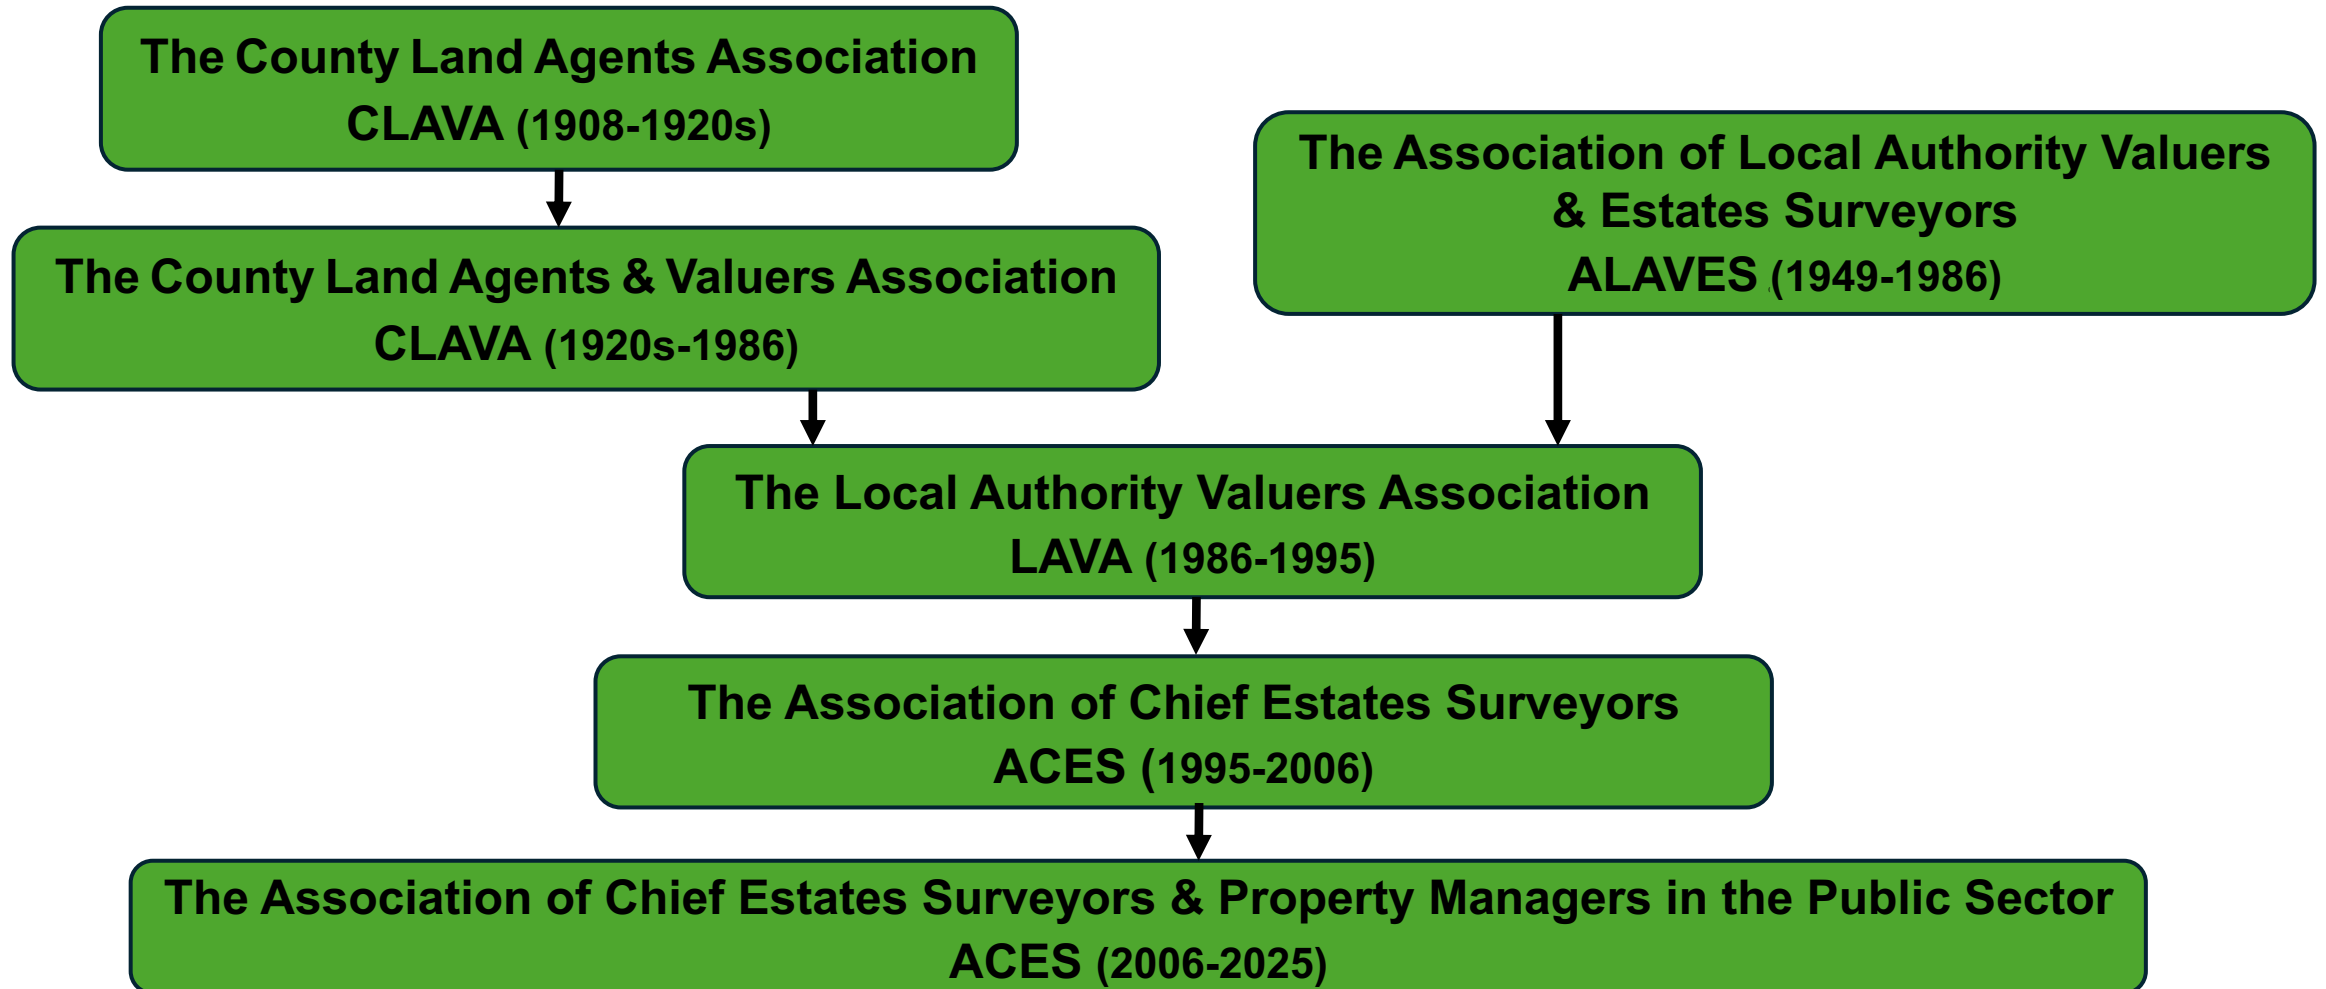 The County Land Agents Association
CLAVA (1908-1920s)
The Association of Local Authority Valuers
& Estates Surveyors
ALAVES (1949-1986)
The County Land Agents & Valuers Association
CLAVA (1920s-1986)
The Local Authority Valuers Association
LAVA (1986-1995)
The Association of Chief Estates Surveyors
ACES (1995-2006)
The Association of Chief Estates Surveyors & Property Managers in the Public Sector
ACES (2006-2025)